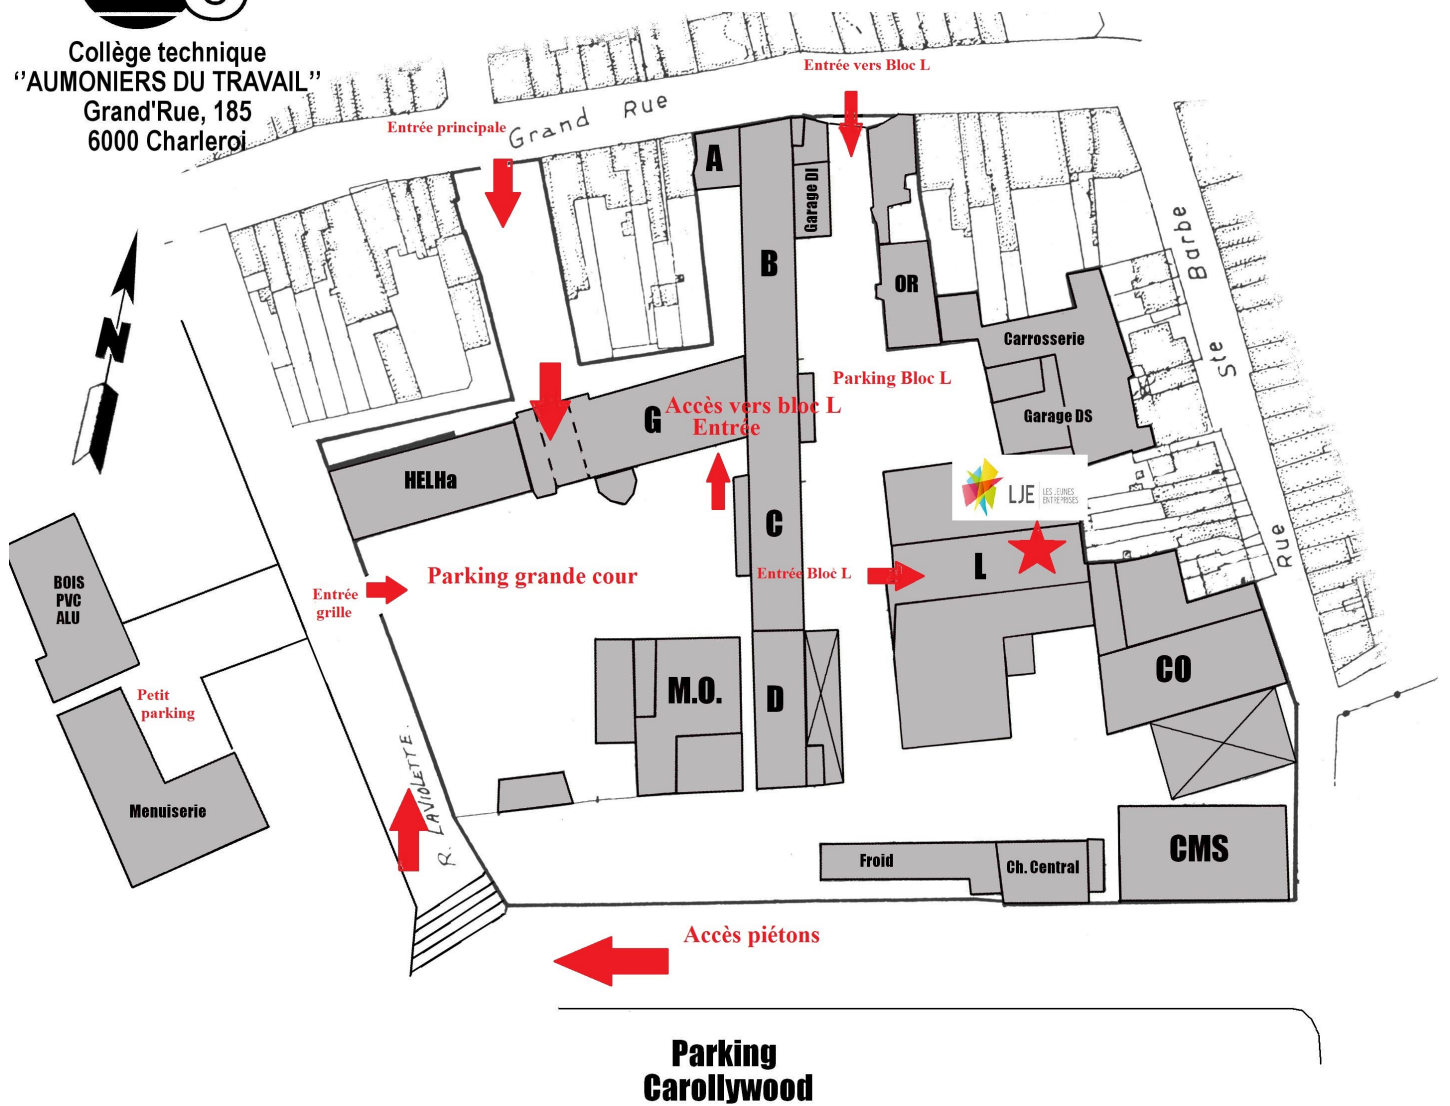 Collège technique
‘’AUMONIERS DU TRAVAIL’’
Grand'Rue, 185
6000 Charleroi
Entrée vers Bloc L
Entrée principale
Grand Rue
A
Garage DI
B
OR
Rue Ste Barbe
N
Carrosserie
Parking Bloc L
Garage DS
G
Accès vers bloc L
Entrée
HELHa
LJE
LES JEUNES
ENTREPRISES
C
L
Entrée Bloc L
BOIS
PVC
ALU
Entrée
grille
Parking grande cour
Petit
parking
M.O.
D
CO
R. LAVIOLETTE.
Menuiserie
Froid
Ch. Central
CMS
Accès piétons
Parking
Carollywood